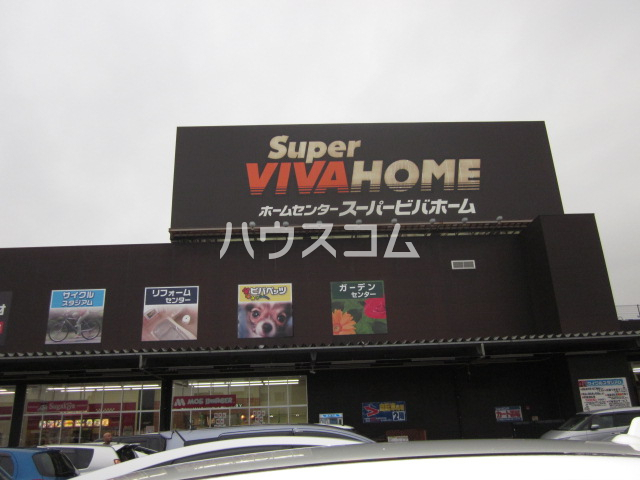 Super
VIVAHOME
ホームセンター スーパービバホーム
ハウスコム
サイクル
スタジアム
リフォーム
センター
ビバペッツ
ガーデン
センター
MOS BURGER